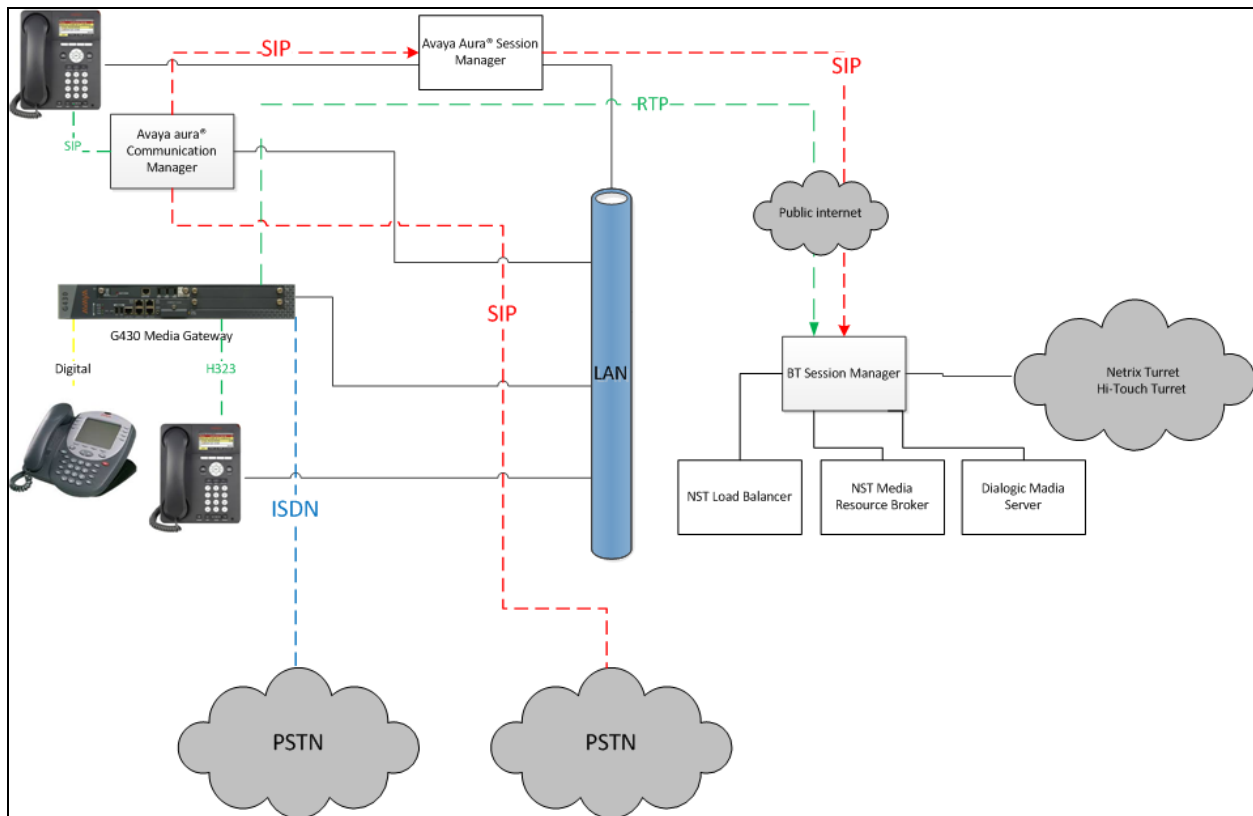 Avaya Aura® Session
Manager
SIP
SIP
RTP
SIP
Avaya aura®
Communication
Manager
Public internet
G430
AVAYA
G430 Media Gateway
SIP
LAN
Digital
H323
BT Session Manager
Netrix Turret
Hi-Touch Turret
ISDN
NST Load Balancer
NST Media
Resource Broker
Dialogic Madia
Server
PSTN
PSTN